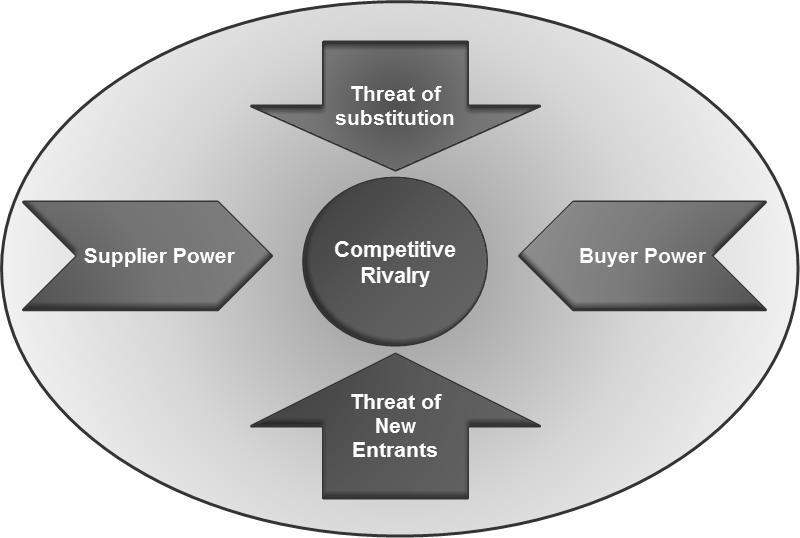 Threat of
substitution
Supplier Power
Competitive
Rivalry
Buyer Power
Threat of
New
Entrants